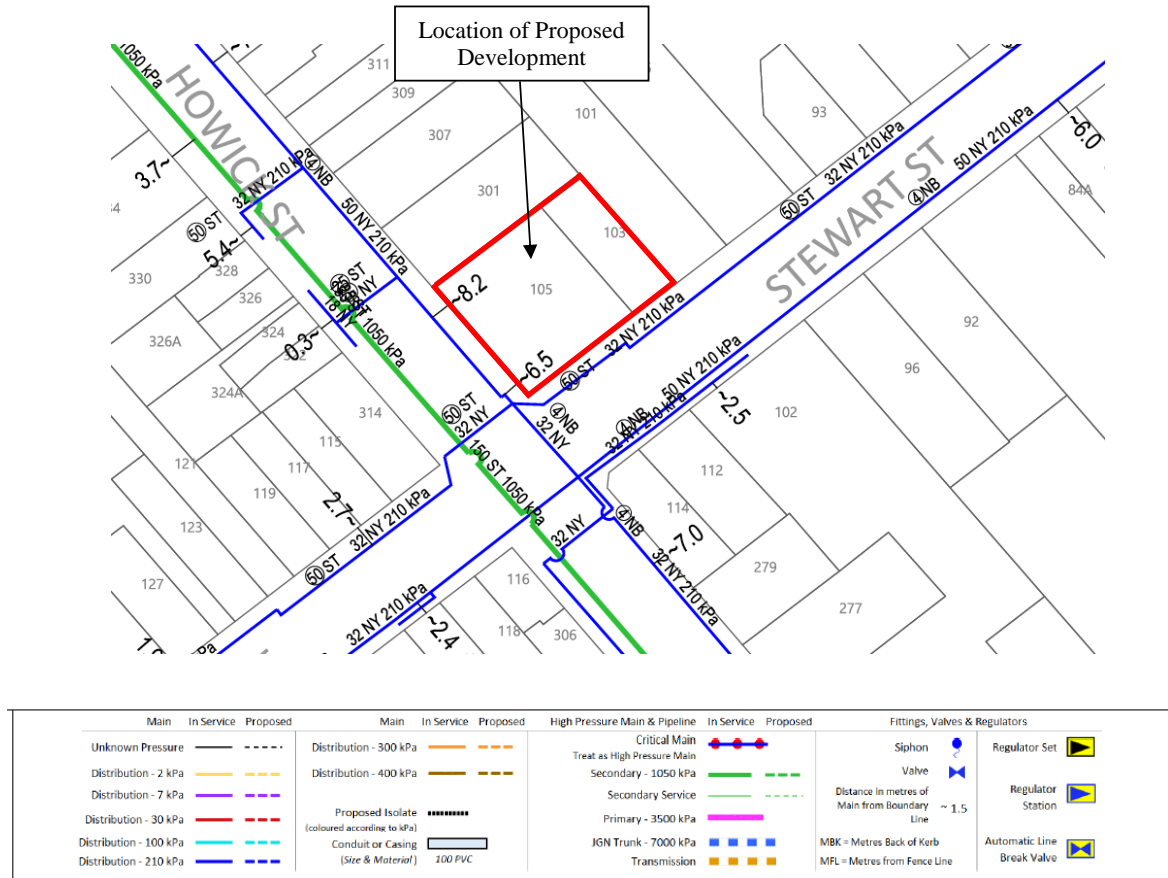 Location of Proposed
Development
1050 kPa
HOWICK ST
311
309
307
301
101
93
103
105
3.7~
32 NY 210 kPa
④NB
50 NY 210 kPa
50 ST
5.4~
330
328
326
326A
324
324A
0.3~
18 NY
1050 kPa
~8.2
~6.5
314
115
117
119
121
123
127
2.7~
50 ST
32 NY
150 ST 1050 kPa
50 ST
32 NY 210 kPa
50 ST
32 NY 210 kPa
STEWART ST
④NB
50 NY 210 kPa
~6.0
84A
92
96
50 ST
32 NY 210 kPa
④NB
32 NY
④NB
50 NY 210 kPa
32 NY 210 kPa
~2.5
102
112
114
④NB
~7.0
32 NY 210 kPa
279
277
32 NY
116
118
306
32 NY 210 kPa
~2.4
Main In Service Proposed
Unknown Pressure
Distribution - 2 kPa
Distribution - 7 kPa
Distribution - 30 kPa
Distribution - 100 kPa
Distribution - 210 kPa
Main In Service Proposed
Distribution - 300 kPa
Distribution - 400 kPa
Proposed Isolate
(coloured according to kPa)
Conduit or Casing
(Size & Material) 100 PVC
High Pressure Main & Pipeline In Service Proposed
Critical Main
Treat as High Pressure Main
Secondary - 1050 kPa
Secondary Service
Primary - 3500 kPa
JGN Trunk - 7000 kPa
Transmission
Fittings, Valves & Regulators
Siphon
Valve
Distance in metres of
Main from Boundary
Line ~ 1.5
MBK = Metres Back of Kerb
MFL = Metres from Fence Line
Regulator Set
Regulator
Station
Automatic Line
Break Valve